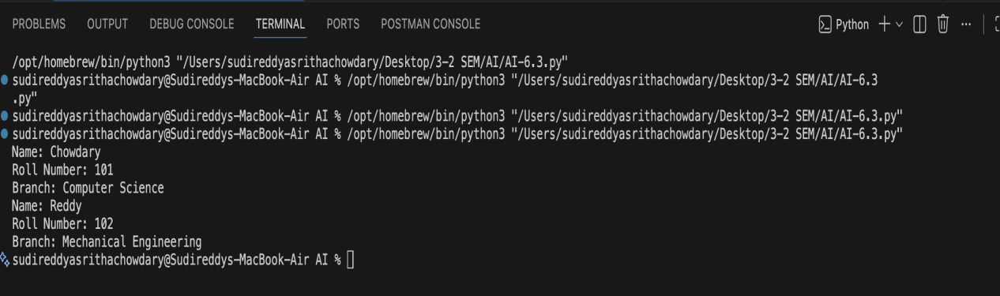 PROBLEMS OUTPUT DEBUG CONSOLE TERMINAL PORTS POSTMAN CONSOLE Python
/opt/homebrew/bin/python3 "/Users/sudireddyasrithachowdary/Desktop/3-2 SEM/AI/AI-6.3.py"
sudireddyasrithachowdary@Sudireddys-MacBook-Air AI % /opt/homebrew/bin/python3 "/Users/sudireddyasrithachowdary/Desktop/3-2 SEM/AI/AI-6.3
.py"
sudireddyasrithachowdary@Sudireddys-MacBook-Air AI % /opt/homebrew/bin/python3 "/Users/sudireddyasrithachowdary/Desktop/3-2 SEM/AI/AI-6.3.py"
sudireddyasrithachowdary@Sudireddys-MacBook-Air AI % /opt/homebrew/bin/python3 "/Users/sudireddyasrithachowdary/Desktop/3-2 SEM/AI/AI-6.3.py"
Name: Chowdary
Roll Number: 101
Branch: Computer Science
Name: Reddy
Roll Number: 102
Branch: Mechanical Engineering
sudireddyasrithachowdary@Sudireddys-MacBook-Air AI %